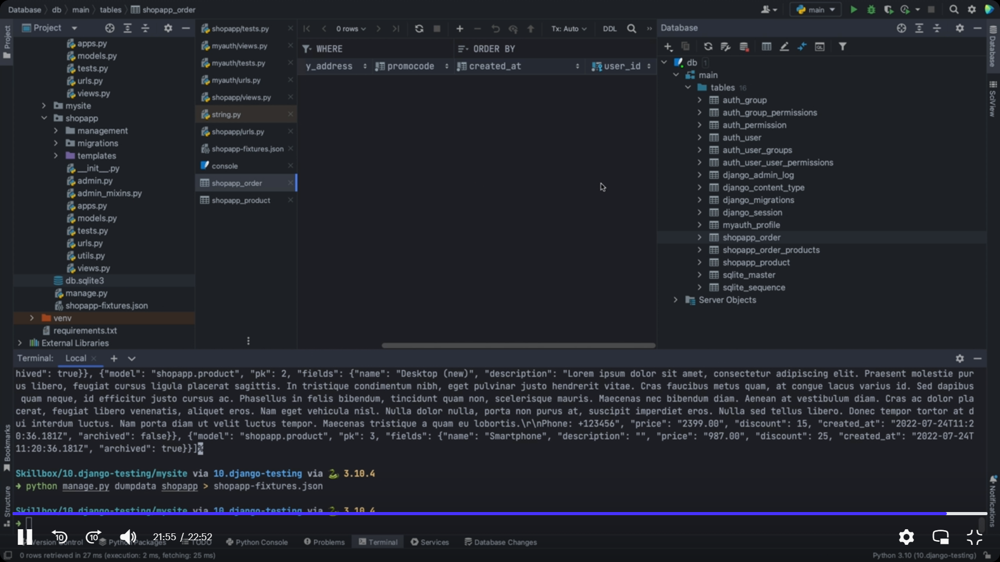 Database > db > main > tables > shopapp_order
main
Project
Project
apps.py
models.py
tests.py
urls.py
views.py
mysite
shopapp
management
migrations
templates
__init__.py
admin.py
admin_mixins.py
apps.py
models.py
tests.py
urls.py
utils.py
views.py
db.sqlite3
manage.py
shopapp-fixtures.json
venv
requirements.txt
External Libraries
shopapp/tests.py
myauth/views.py
myauth/tests.py
myauth/urls.py
shopapp/views.py
string.py
shopapp/urls.py
shopapp-fixtures.json
console
shopapp_order
shopapp_product
0 rows
Tx: Auto
DDL
WHERE
ORDER BY
y_address
promocode
created_at
user_id
Database
db 1
main
tables 16
auth_group
auth_group_permissions
auth_permission
auth_user
auth_user_groups
auth_user_user_permissions
django_admin_log
django_content_type
django_migrations
django_session
myauth_profile
shopapp_order
shopapp_order_products
shopapp_product
sqlite_master
sqlite_sequence
Server Objects
Database
SciView
Notifications
Bookmarks
Structure
Terminal: Local
hived": true}}, {"model": "shopapp.product", "pk": 2, "fields": {"name": "Desktop (new)", "description": "Lorem ipsum dolor sit amet, consectetur adipiscing elit. Praesent molestie pur
us libero, feugiat cursus ligula placerat sagittis. In tristique condimentum nibh, eget pulvinar justo hendrerit vitae. Cras faucibus metus quam, at congue lacus varius id. Sed dapibus
quam neque, id efficitur justo cursus ac. Phasellus in felis bibendum, tincidunt quam non, scelerisque mauris. Maecenas nec bibendum diam. Aenean at vestibulum diam. Cras ac dolor pla
cerat, feugiat libero venenatis, aliquet eros. Nam eget vehicula nisl. Nulla dolor nulla, porta non purus at, suscipit imperdiet eros. Nulla sed tellus libero. Donec tempor tortor at d
ui interdum luctus. Nam porta diam ut velit luctus tempor. Maecenas tristique a quam eu lobortis.\r\nPhone: +123456", "price": "2399.00", "discount": 15, "created_at": "2022-07-24T11:2
0:36.181Z", "archived": false}}, {"model": "shopapp.product", "pk": 3, "fields": {"name": "Smartphone", "description": "", "price": "987.00", "discount": 25, "created_at": "2022-07-24T
11:20:36.181Z", "archived": true}}]%
Skillbox/10.django-testing/mysite via 10.django-testing via 3.10.4
→ python manage.py dumpdata shopapp > shopapp-fixtures.json
Skillbox/10.django-testing/mysite via 10.django-testing via 3.10.4
→
10
10
21:55 / 22:52
Version Control
Python Packages
TODO
Python Console
Problems
Terminal
Services
Database Changes
0 rows retrieved in 27 ms (execution: 2 ms, fetching: 25 ms)
Python 3.10 (10.django-testing)